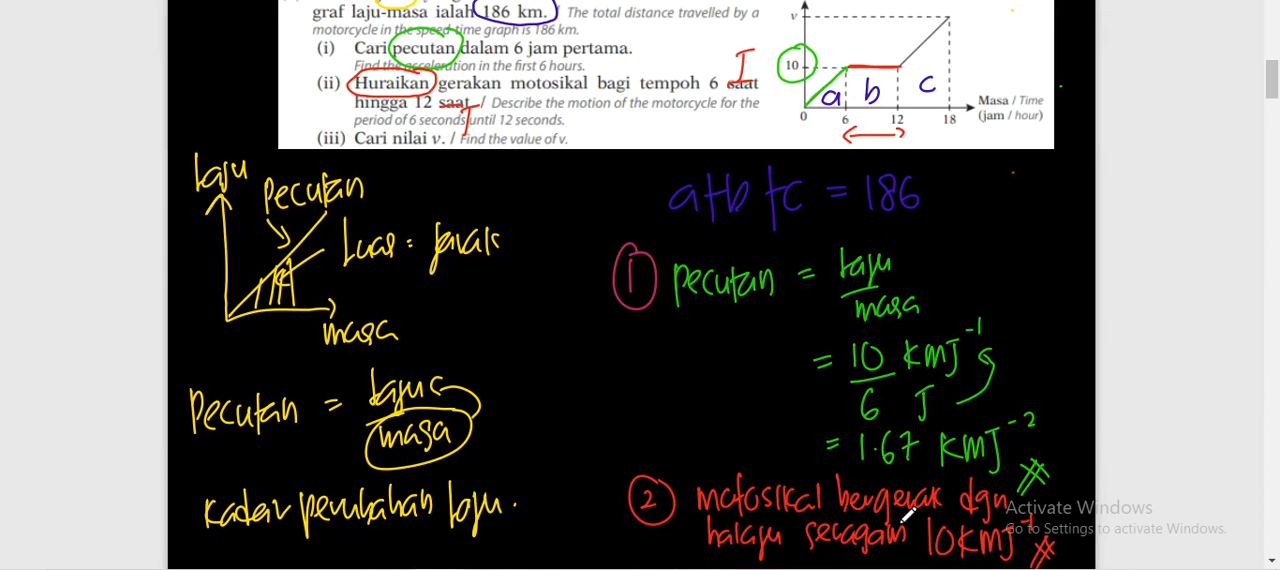 graf laju-masa ialah 186 km. / The total distance travelled by a
motorcycle in the speed-time graph is 186 km.
(i) Cari pecutan dalam 6 jam pertama.
Find the acceleration in the first 6 hours.
(ii) Huraikan gerakan motosikal bagi tempoh 6 saat
hingga 12 saat. / Describe the motion of the motorcycle for the
period of 6 seconds until 12 seconds.
(iii) Cari nilai v. / Find the value of v.
J
J
v
10
a b c
0 6 12 18
Masa / Time
(jam / hour)
laju
pecutan
Luas = jarak
masa
pecutan = laju
masa
kadar perubahan laju.
a+b+c = 186
1 pecutan = laju
masa
= 10 KMJ-1
6 J
= 1.67 KMJ-2
2 motosikal bergerak dgn
halaju seragam 10KMJ-1
Activate Windows
Go to Settings to activate Windows.